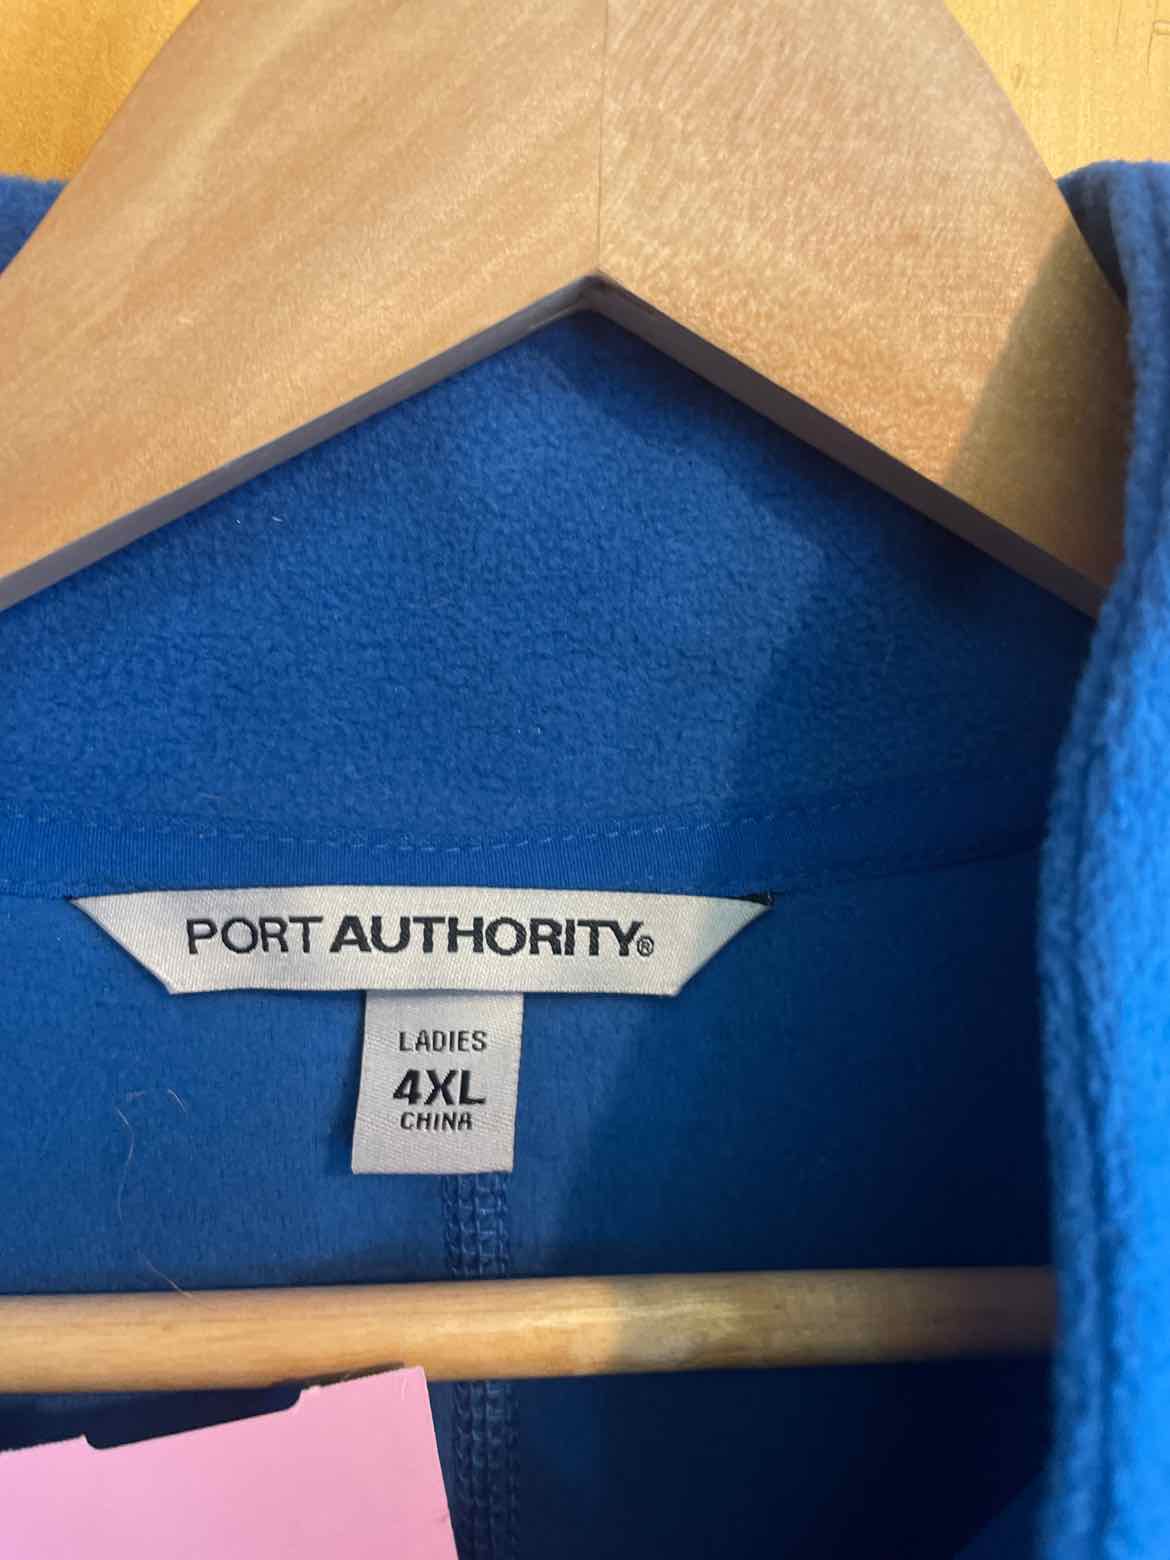 PORT AUTHORITY®
LADIES
4XL
CHINA